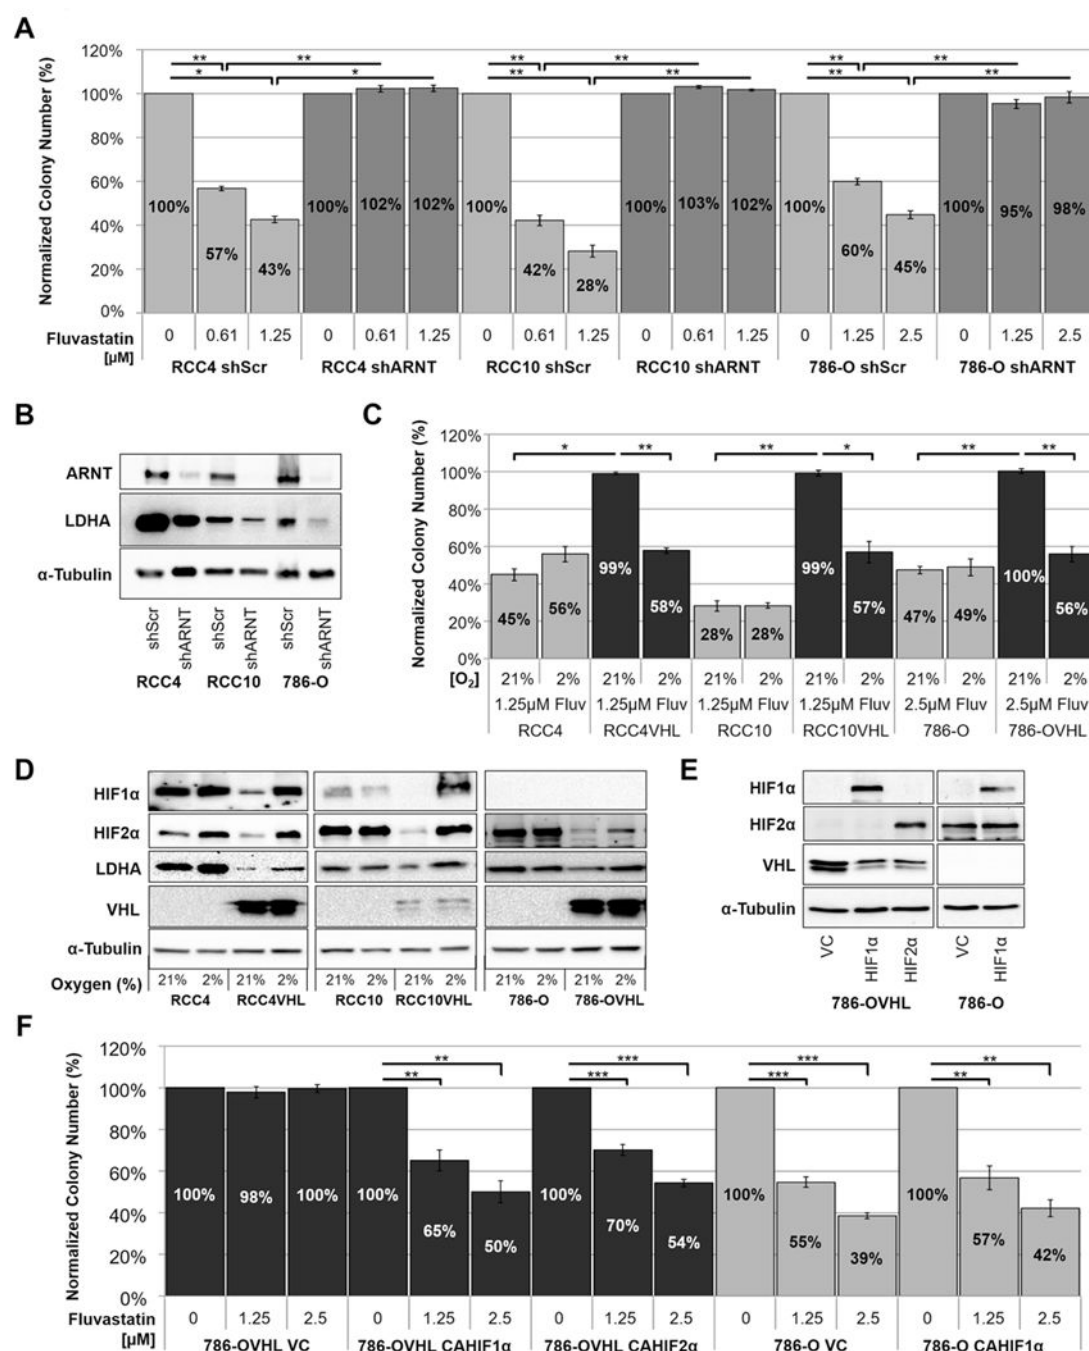 A
Normalized Colony Number (%)
120%
100%
80%
60%
40%
20%
0%
** ** ** ** ** **
* * ** ** ** **
100% 57% 43% 100% 102% 102% 100% 42% 28% 100% 103% 102% 100% 60% 45% 100% 95% 98%
Fluvastatin [µM]
0 0.61 1.25 0 0.61 1.25 0 0.61 1.25 0 0.61 1.25 0 1.25 2.5 0 1.25 2.5
RCC4 shScr RCC4 shARNT RCC10 shScr RCC10 shARNT 786-O shScr 786-O shARNT
B
ARNT
LDHA
α-Tubulin
shScr shARNT shScr shARNT shScr shARNT
RCC4 RCC10 786-O
C
Normalized Colony Number (%)
120%
100%
80%
60%
40%
20%
0%
* ** ** * ** **
45% 56% 99% 58% 28% 28% 99% 57% 47% 49% 100% 56%
[O₂] 21% 2% 21% 2% 21% 2% 21% 2% 21% 2% 21% 2%
1.25µM Fluv 1.25µM Fluv 1.25µM Fluv 1.25µM Fluv 2.5µM Fluv 2.5µM Fluv
RCC4 RCC4VHL RCC10 RCC10VHL 786-O 786-OVHL
D
HIF1α
HIF2α
LDHA
VHL
α-Tubulin
Oxygen (%) 21% 2% 21% 2% 21% 2% 21% 2% 21% 2% 21% 2%
RCC4 RCC4VHL RCC10 RCC10VHL 786-O 786-OVHL
E
HIF1α
HIF2α
VHL
α-Tubulin
VC HIF1α HIF2α VC HIF1α
786-OVHL 786-O
F
Normalized Colony Number (%)
120%
100%
80%
60%
40%
20%
0%
** *** *** **
** *** *** **
100% 98% 100% 100% 65% 50% 100% 70% 54% 100% 55% 39% 100% 57% 42%
Fluvastatin [µM]
0 1.25 2.5 0 1.25 2.5 0 1.25 2.5 0 1.25 2.5 0 1.25 2.5
786-OVHL VC 786-OVHL CAHIF1α 786-OVHL CAHIF2α 786-O VC 786-O CAHIF1α